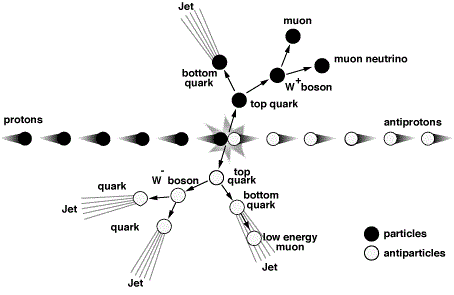 Jet
muon
bottom
quark
muon neutrino
W+ boson
top quark
protons
antiprotons
top
quark
W- boson
quark
bottom
quark
Jet
quark
low energy
muon
Jet
Jet
particles
antiparticles